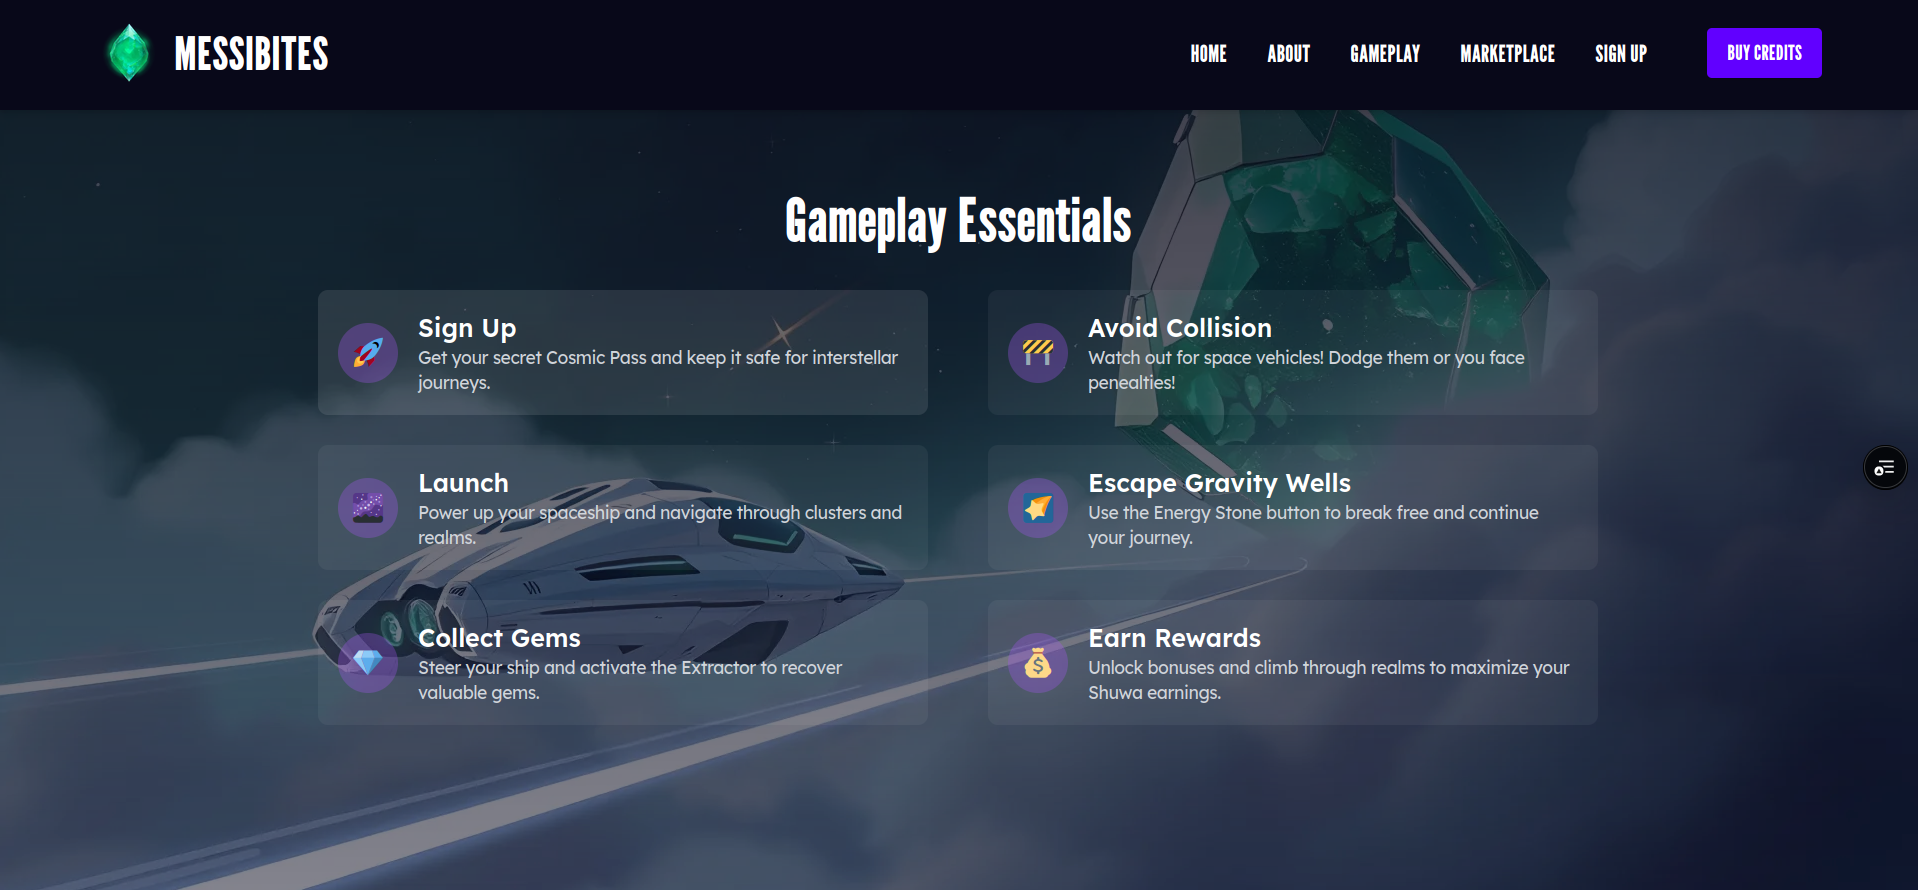 MESSIBITES
HOME
ABOUT
GAMEPLAY
MARKETPLACE
SIGN UP
BUY CREDITS
Gameplay Essentials
Sign Up
Get your secret Cosmic Pass and keep it safe for interstellar
journeys.
Avoid Collision
Watch out for space vehicles! Dodge them or you face
penealties!
Launch
Power up your spaceship and navigate through clusters and
realms.
Escape Gravity Wells
Use the Energy Stone button to break free and continue
your journey.
Collect Gems
Steer your ship and activate the Extractor to recover
valuable gems.
Earn Rewards
Unlock bonuses and climb through realms to maximize your
Shuwa earnings.